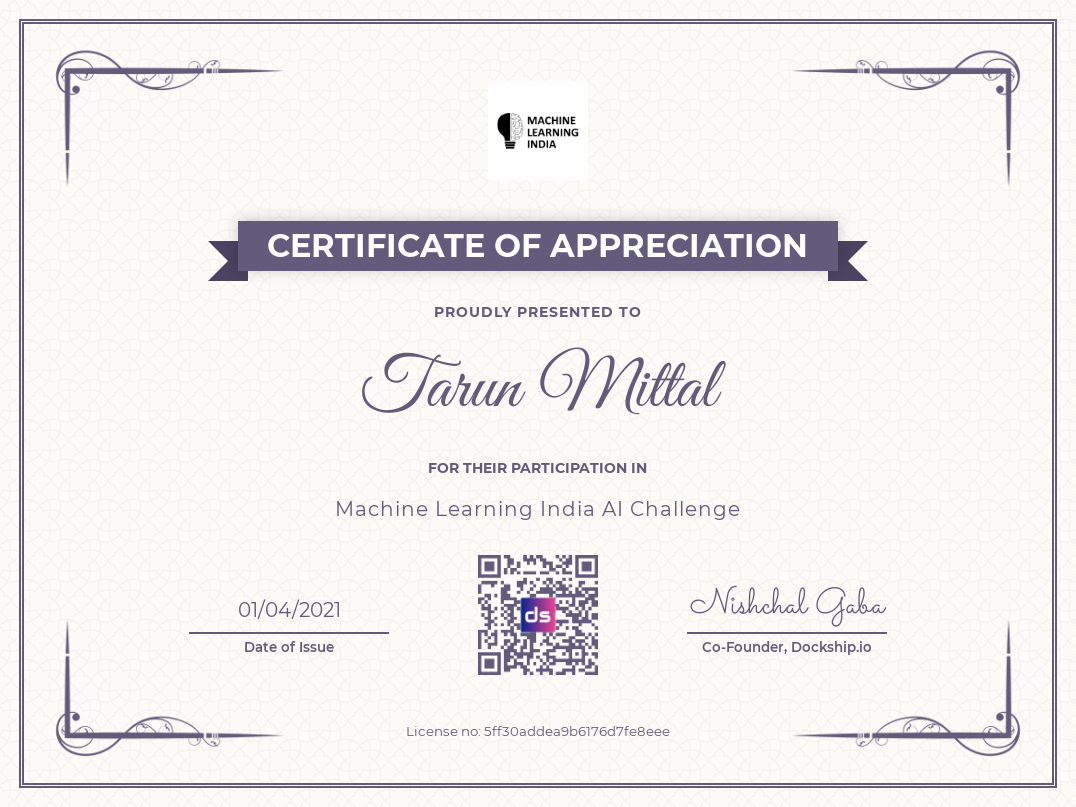 MACHINE
LEARNING
INDIA
CERTIFICATE OF APPRECIATION
PROUDLY PRESENTED TO
Tarun Mittal
FOR THEIR PARTICIPATION IN
Machine Learning India AI Challenge
ds
01/04/2021
Date of Issue
Nishchal Gaba
Co-Founder, Dockship.io
License no: 5ff30addea9b6176d7fe8eee